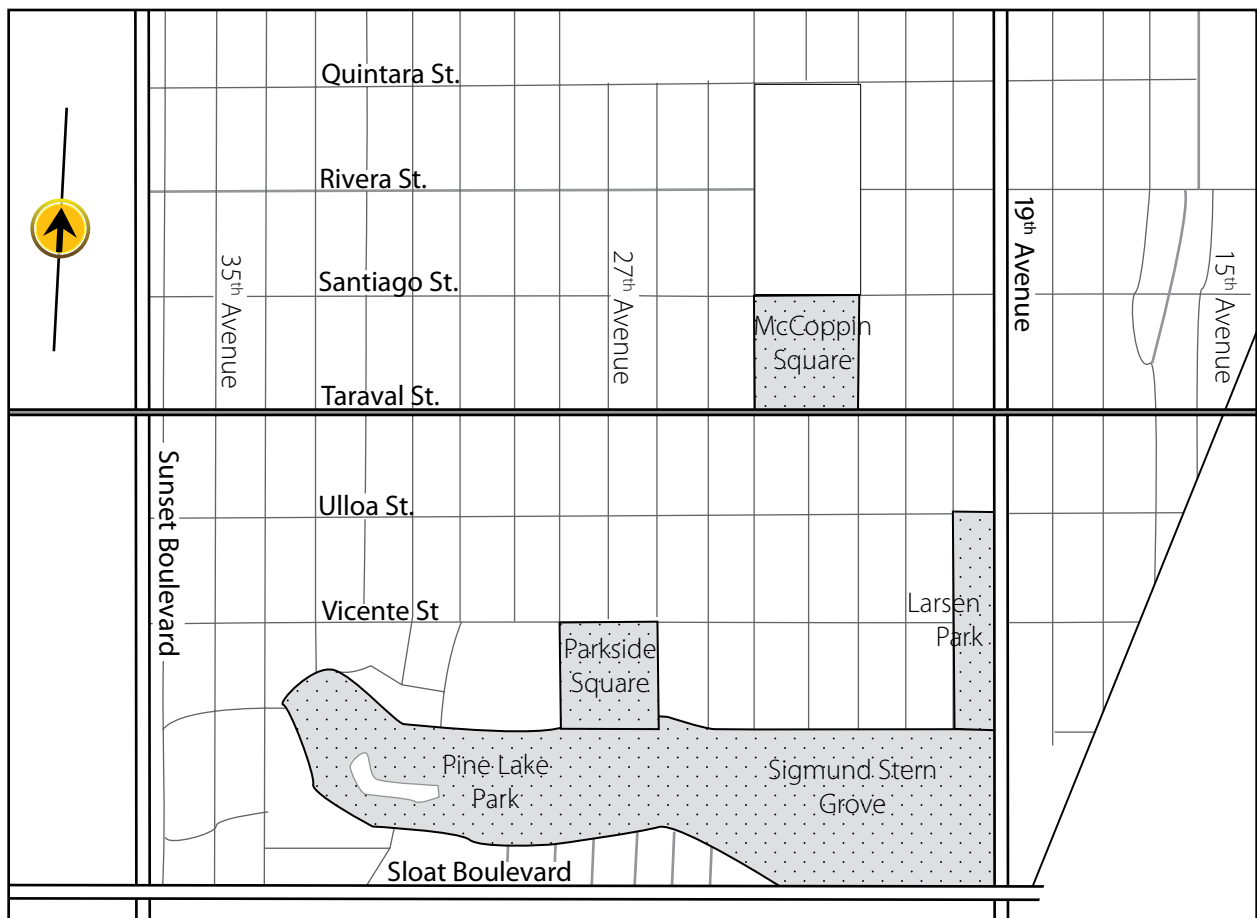 Quintara St.
Rivera St.
19th Avenue
35th Avenue
Santiago St.
27th Avenue
15th Avenue
McCoppin
Square
Taraval St.
Sunset Boulevard
Ulloa St.
Vicente St
Larsen
Park
Parkside
Square
Pine Lake
Park
Sigmund Stern
Grove
Sloat Boulevard